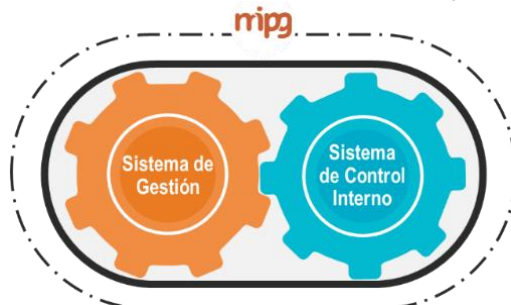 mipg
Sistema de
Gestión
Sistema
de Control
Interno